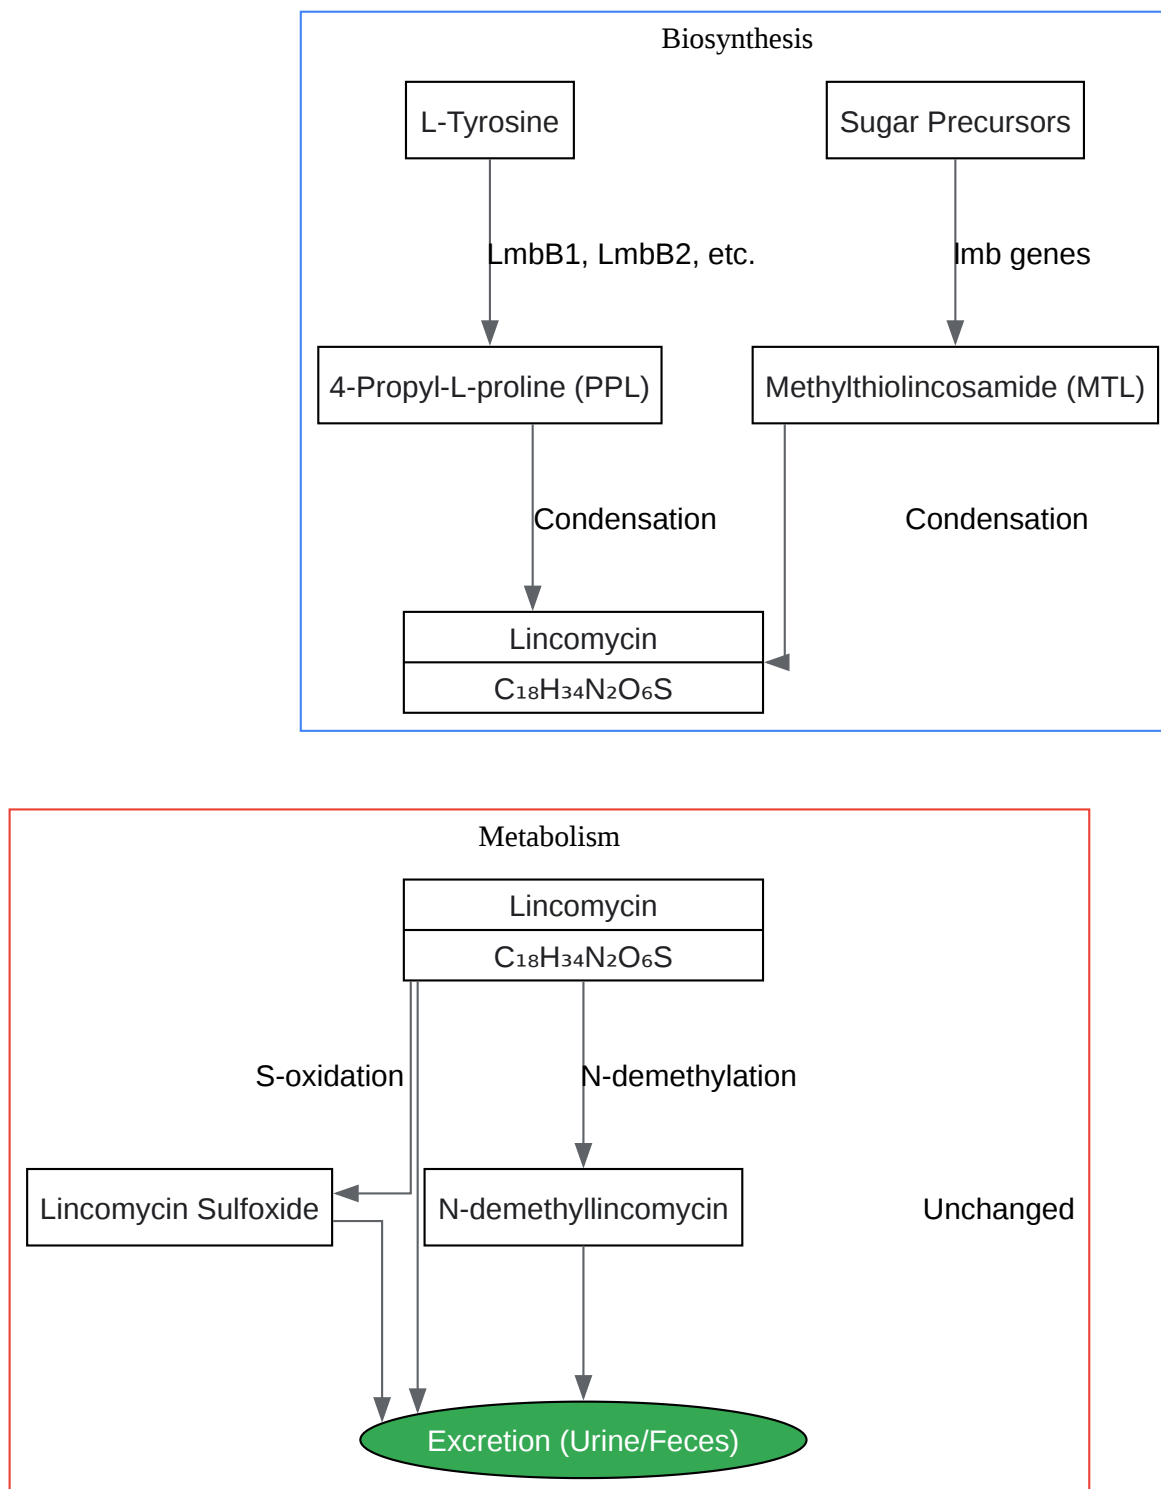 Biosynthesis
L-Tyrosine
Sugar Precursors
LmbB1, LmbB2, etc.
lmb genes
4-Propyl-L-proline (PPL)
Methylthiolincosamide (MTL)
Condensation
Condensation
Lincomycin
C₁₈H₃₄N₂O₆S
Metabolism
Lincomycin
C₁₈H₃₄N₂O₆S
S-oxidation
N-demethylation
Lincomycin Sulfoxide
N-demethyllincomycin
Unchanged
Excretion (Urine/Feces)